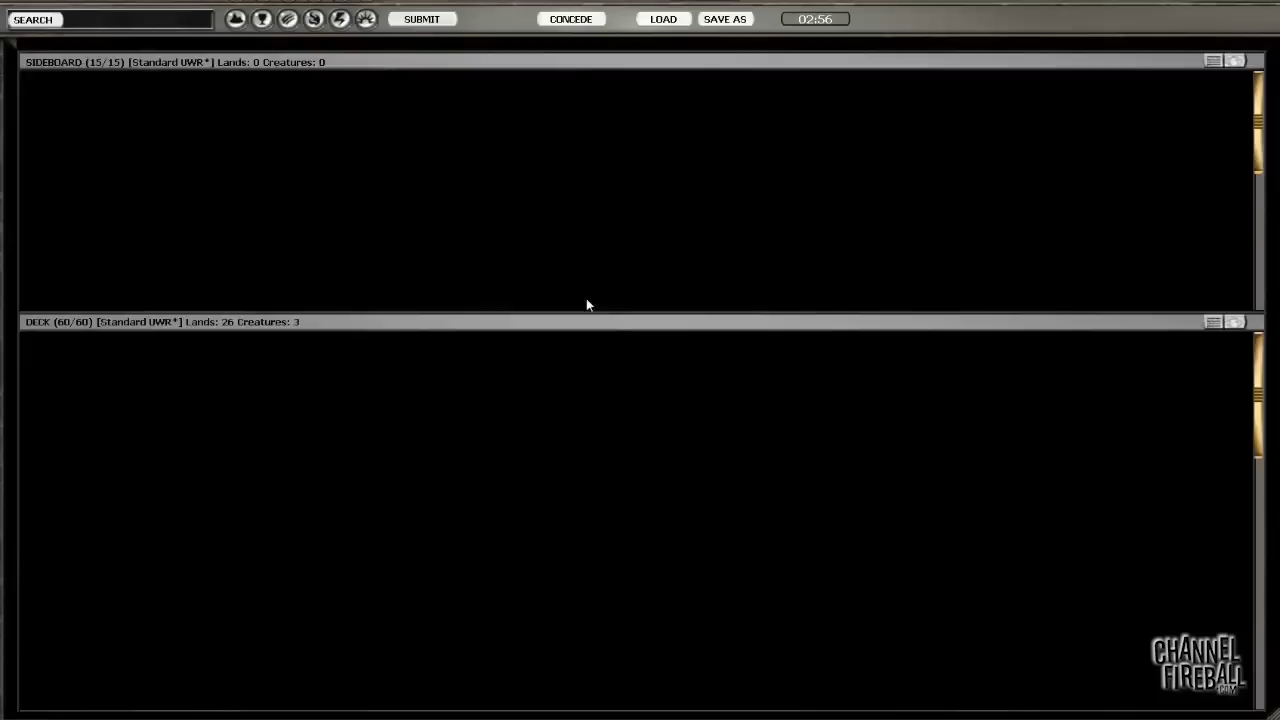 SEARCH
SUBMIT
CONCEDE
LOAD
SAVE AS
02:56
SIDEBOARD (15/15) [Standard UWR*] Lands: 0 Creatures: 0
DECK (60/60) [Standard UWR*] Lands: 26 Creatures: 3
CHANNEL
FIREBALL
.COM